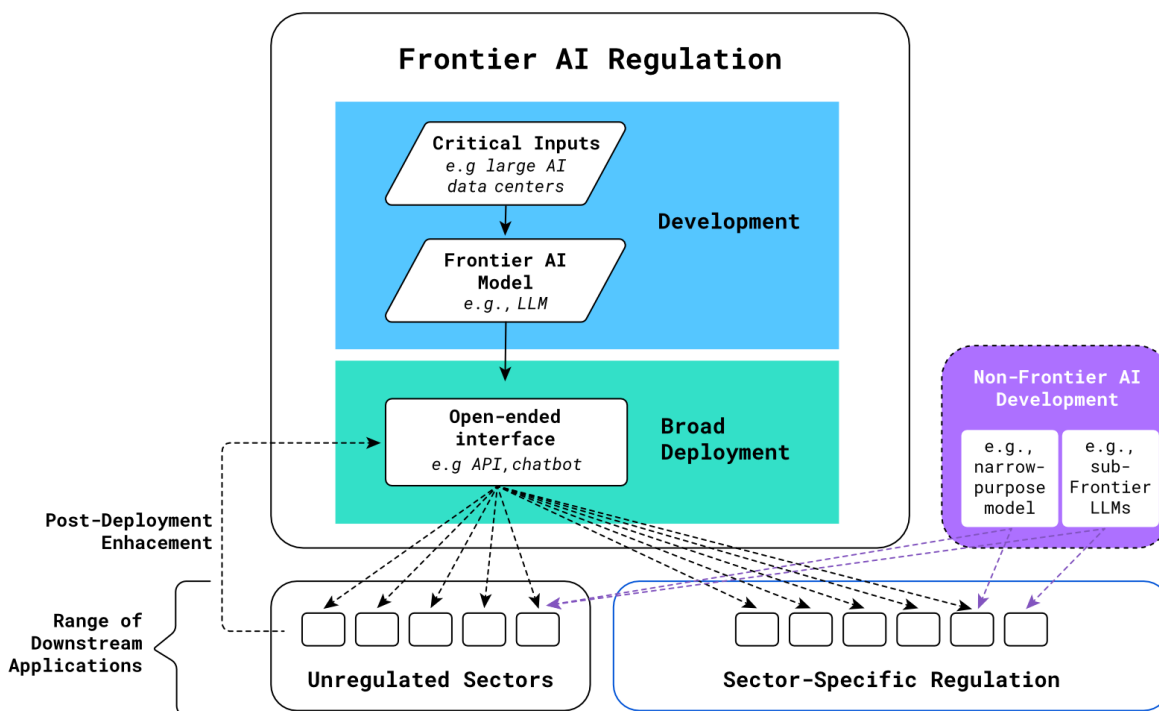 Frontier AI Regulation
Critical Inputs
e.g large AI
data centers
Development
Frontier AI
Model
e.g., LLM
Open-ended
interface
e.g API,chatbot
Broad
Deployment
Non-Frontier AI
Development
e.g.,
narrow-
purpose
model
e.g.,
sub-
Frontier
LLMs
Post-Deployment
Enhacement
Range of
Downstream
Applications
Unregulated Sectors
Sector-Specific Regulation